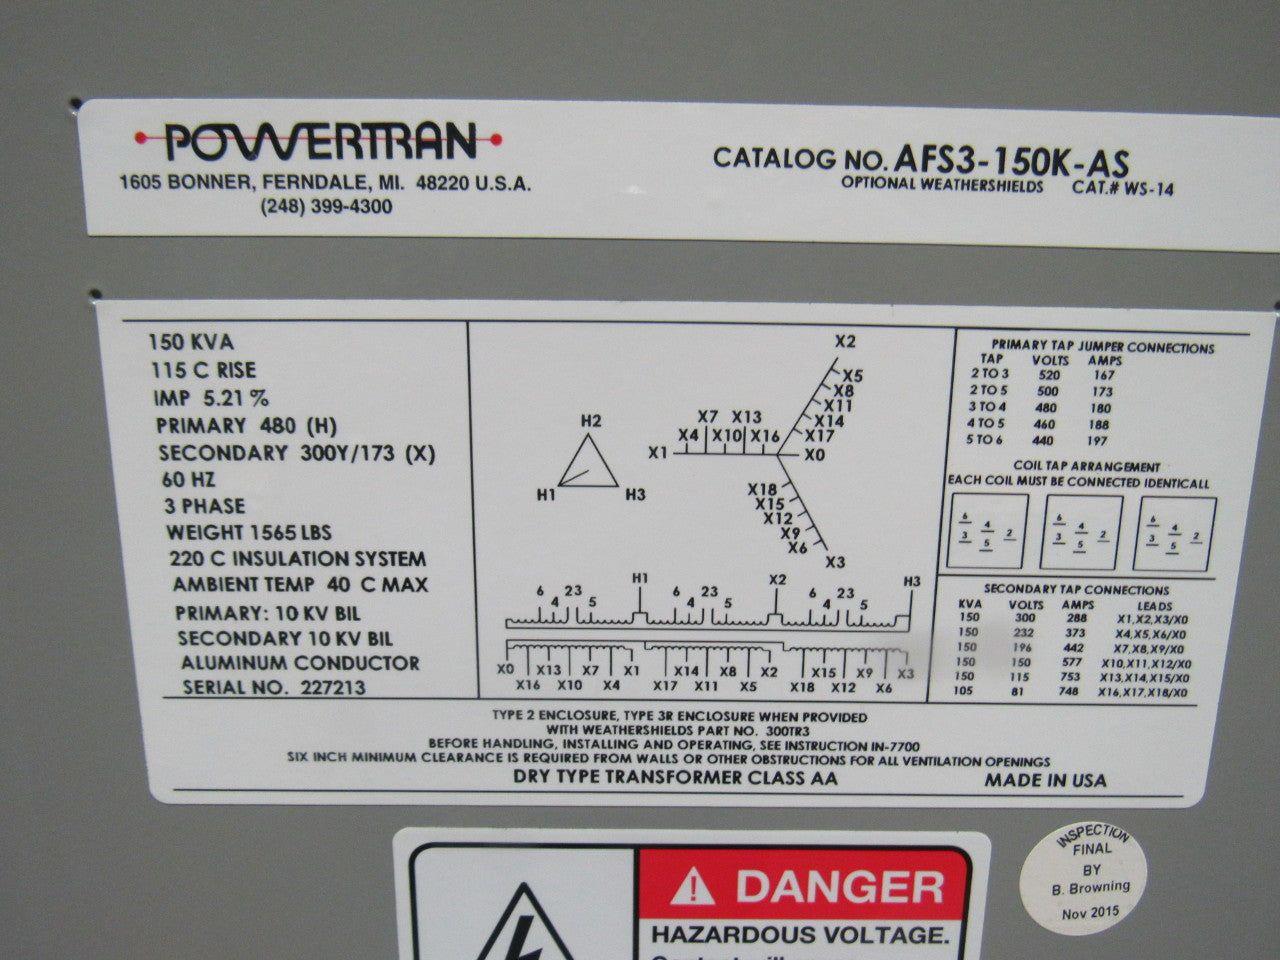 POWERTRAN
1605 BONNER, FERNDALE, MI. 48220 U.S.A.
(248) 399-4300
CATALOG NO. AFS3-150K-AS
OPTIONAL WEATHERSHIELDS CAT.# WS-14
150 KVA
115 C RISE
IMP 5.21 %
PRIMARY 480 (H)
SECONDARY 300Y/173 (X)
60 HZ
3 PHASE
WEIGHT 1565 LBS
220 C INSULATION SYSTEM
AMBIENT TEMP 40 C MAX
PRIMARY: 10 KV BIL
SECONDARY 10 KV BIL
ALUMINUM CONDUCTOR
SERIAL NO. 227213
H2
H1 H3
X2
X5
X8
X11
X14
X17
X7 X13
X4 X10 X16
X1 X0
X18
X15
X12
X9
X6
X3
H1 X2 H3
6 23 6 23 6 23
4 5 4 5 4 5
X0 X13 X7 X1 X14 X8 X2 X15 X9 X3
X16 X10 X4 X17 X11 X5 X18 X12 X6
PRIMARY TAP JUMPER CONNECTIONS
TAP VOLTS AMPS
2 TO 3 520 167
2 TO 5 500 173
3 TO 4 480 180
4 TO 5 460 188
5 TO 6 440 197
COIL TAP ARRANGEMENT
EACH COIL MUST BE CONNECTED IDENTICALL
6 4 2 6 4 2 6 4 2
3 5 3 5 3 5
SECONDARY TAP CONNECTIONS
KVA VOLTS AMPS LEADS
150 300 288 X1,X2,X3/X0
150 232 373 X4,X5,X6/X0
150 196 442 X7,X8,X9/X0
150 150 577 X10,X11,X12/X0
150 115 753 X13,X14,X15/X0
105 81 748 X16,X17,X18/X0
TYPE 2 ENCLOSURE, TYPE 3R ENCLOSURE WHEN PROVIDED
WITH WEATHERSHIELDS PART NO. 300TR3
BEFORE HANDLING, INSTALLING AND OPERATING, SEE INSTRUCTION IN-7700
SIX INCH MINIMUM CLEARANCE IS REQUIRED FROM WALLS OR OTHER OBSTRUCTIONS FOR ALL VENTILATION OPENINGS
DRY TYPE TRANSFORMER CLASS AA MADE IN USA
INSPECTION
FINAL
BY
B. Browning
Nov 2015
DANGER
HAZARDOUS VOLTAGE.